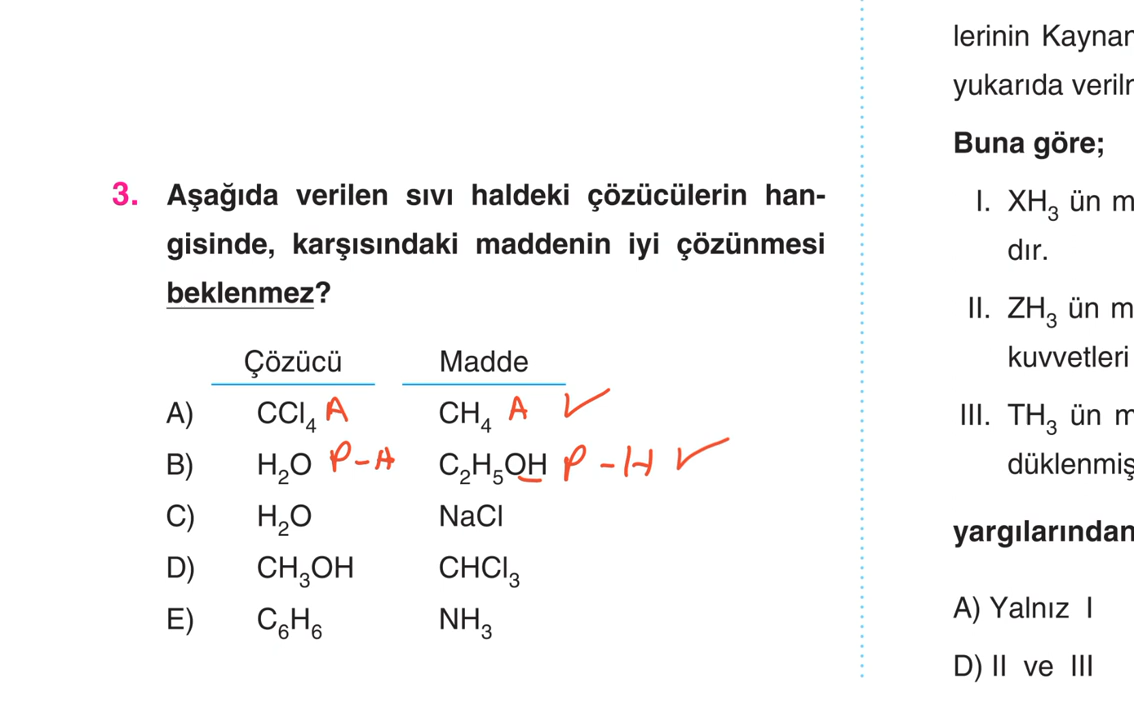 3. Aşağıda verilen sıvı haldeki çözücülerin han-
gisinde, karşısındaki maddenin iyi çözünmesi
beklenmez?
Çözücü Madde
A) CCl₄ A CH₄ A ✓
B) H₂O P-A C₂H₅OH P-H ✓
C) H₂O NaCl
D) CH₃OH CHCl₃
E) C₆H₆ NH₃
lerinin Kaynar
yukarıda veriln
Buna göre;
I. XH₃ ün m
dır.
II. ZH₃ ün m
kuvvetleri
III. TH₃ ün m
düklenmiş
yargılarından
A) Yalnız I
D) II ve III